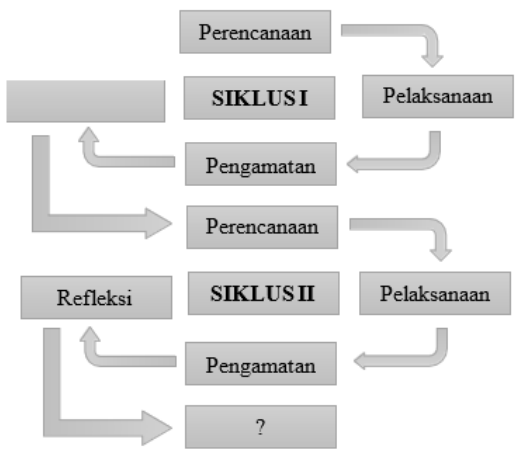 Perencanaan
SIKLUS I
Pelaksanaan
Pengamatan
Perencanaan
Refleksi
SIKLUS II
Pelaksanaan
Pengamatan
?